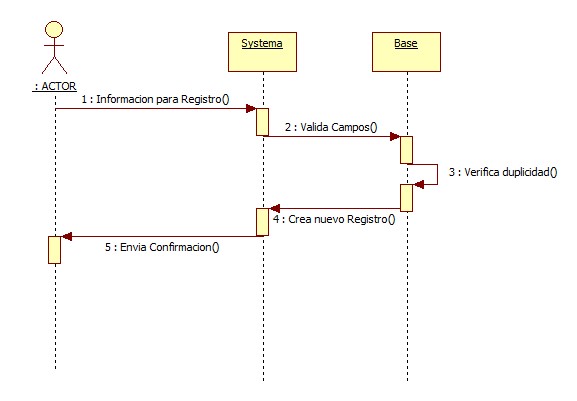 Systema
Base
: ACTOR
1 : Informacion para Registro()
2 : Valida Campos()
3 : Verifica duplicidad()
4 : Crea nuevo Registro()
5 : Envia Confirmacion()